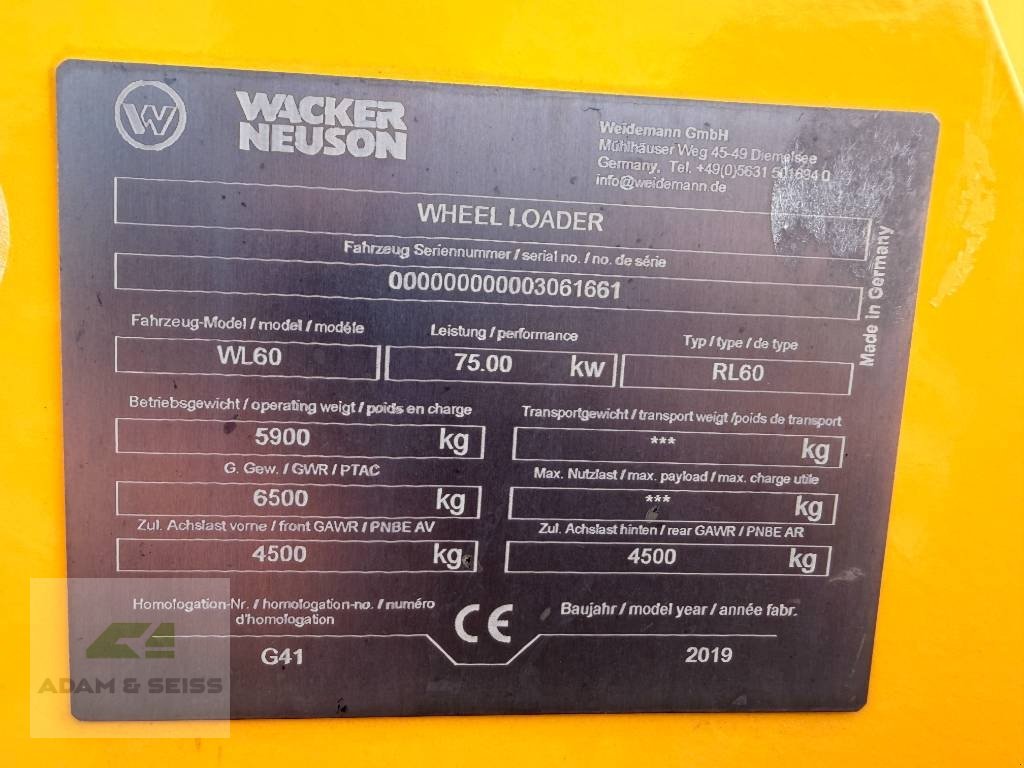 W
WACKER
NEUSON
Weidemann GmbH
Mühlhäuser Weg 45-49 Diemelsee
Germany, Tel. +49(0)5631 501694 0
info@weidemann.de
WHEEL LOADER
Fahrzeug Seriennummer / serial no. / no. de série
000000000003061661
Made in Germany
Fahrzeug-Model / model / modéle
Leistung / performance
Typ / type / de type
WL60
75.00 kw
RL60
Betriebsgewicht / operating weigt / poids en charge
Transportgewicht / transport weigt /poids de transport
5900 kg
*** kg
G. Gew. / GWR / PTAC
Max. Nutzlast / max. payload / max. charge utile
6500 kg
*** kg
Zul. Achslast vorne / front GAWR / PNBE AV
Zul. Achslast hinten / rear GAWR / PNBE AR
4500 kg
4500 kg
Homologation-Nr. / homologation-no. / numéro
d'homologation
CE
Baujahr / model year / année fabr.
G41
2019
ADAM & SEISS